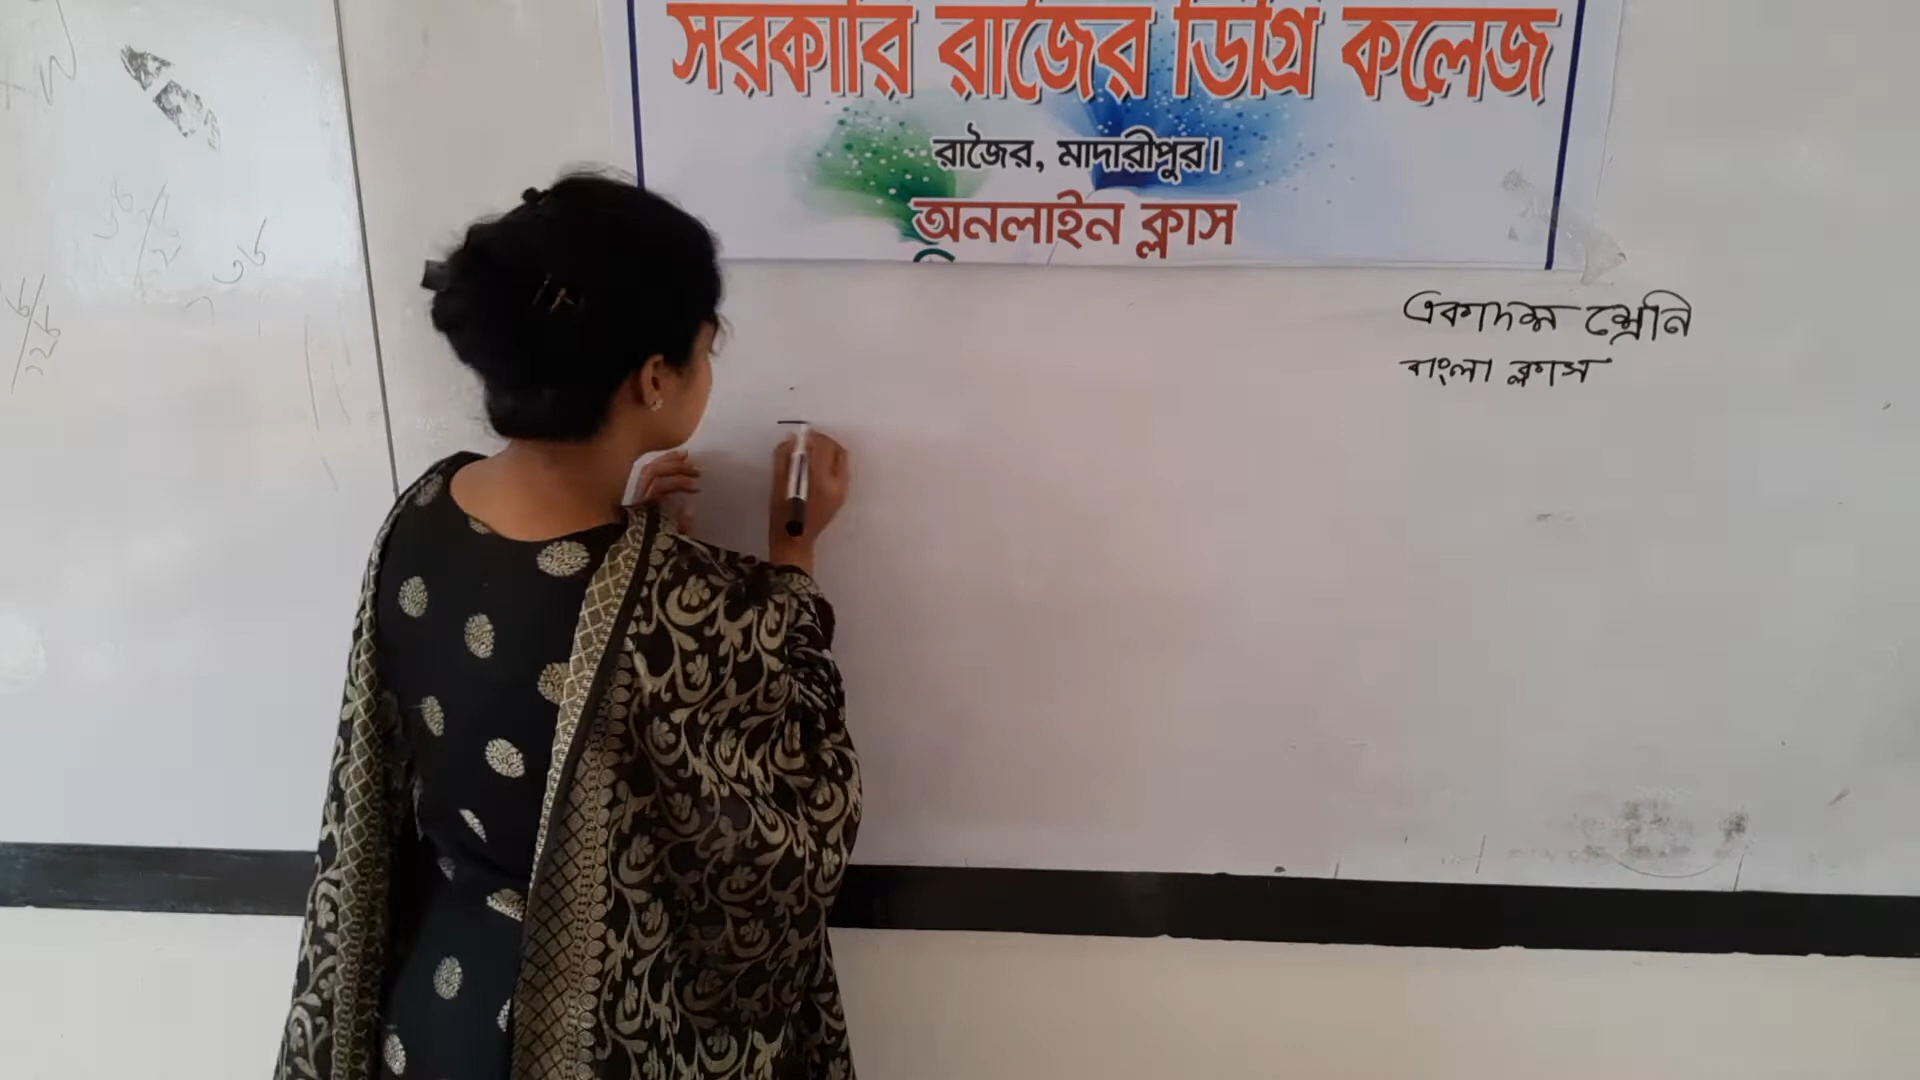 সরকারি রাজৈর ডিগ্রি কলেজ
রাজৈর, মাদারীপুর।
অনলাইন ক্লাস
একাদশ শ্রেনি
বাংলা ক্লাস